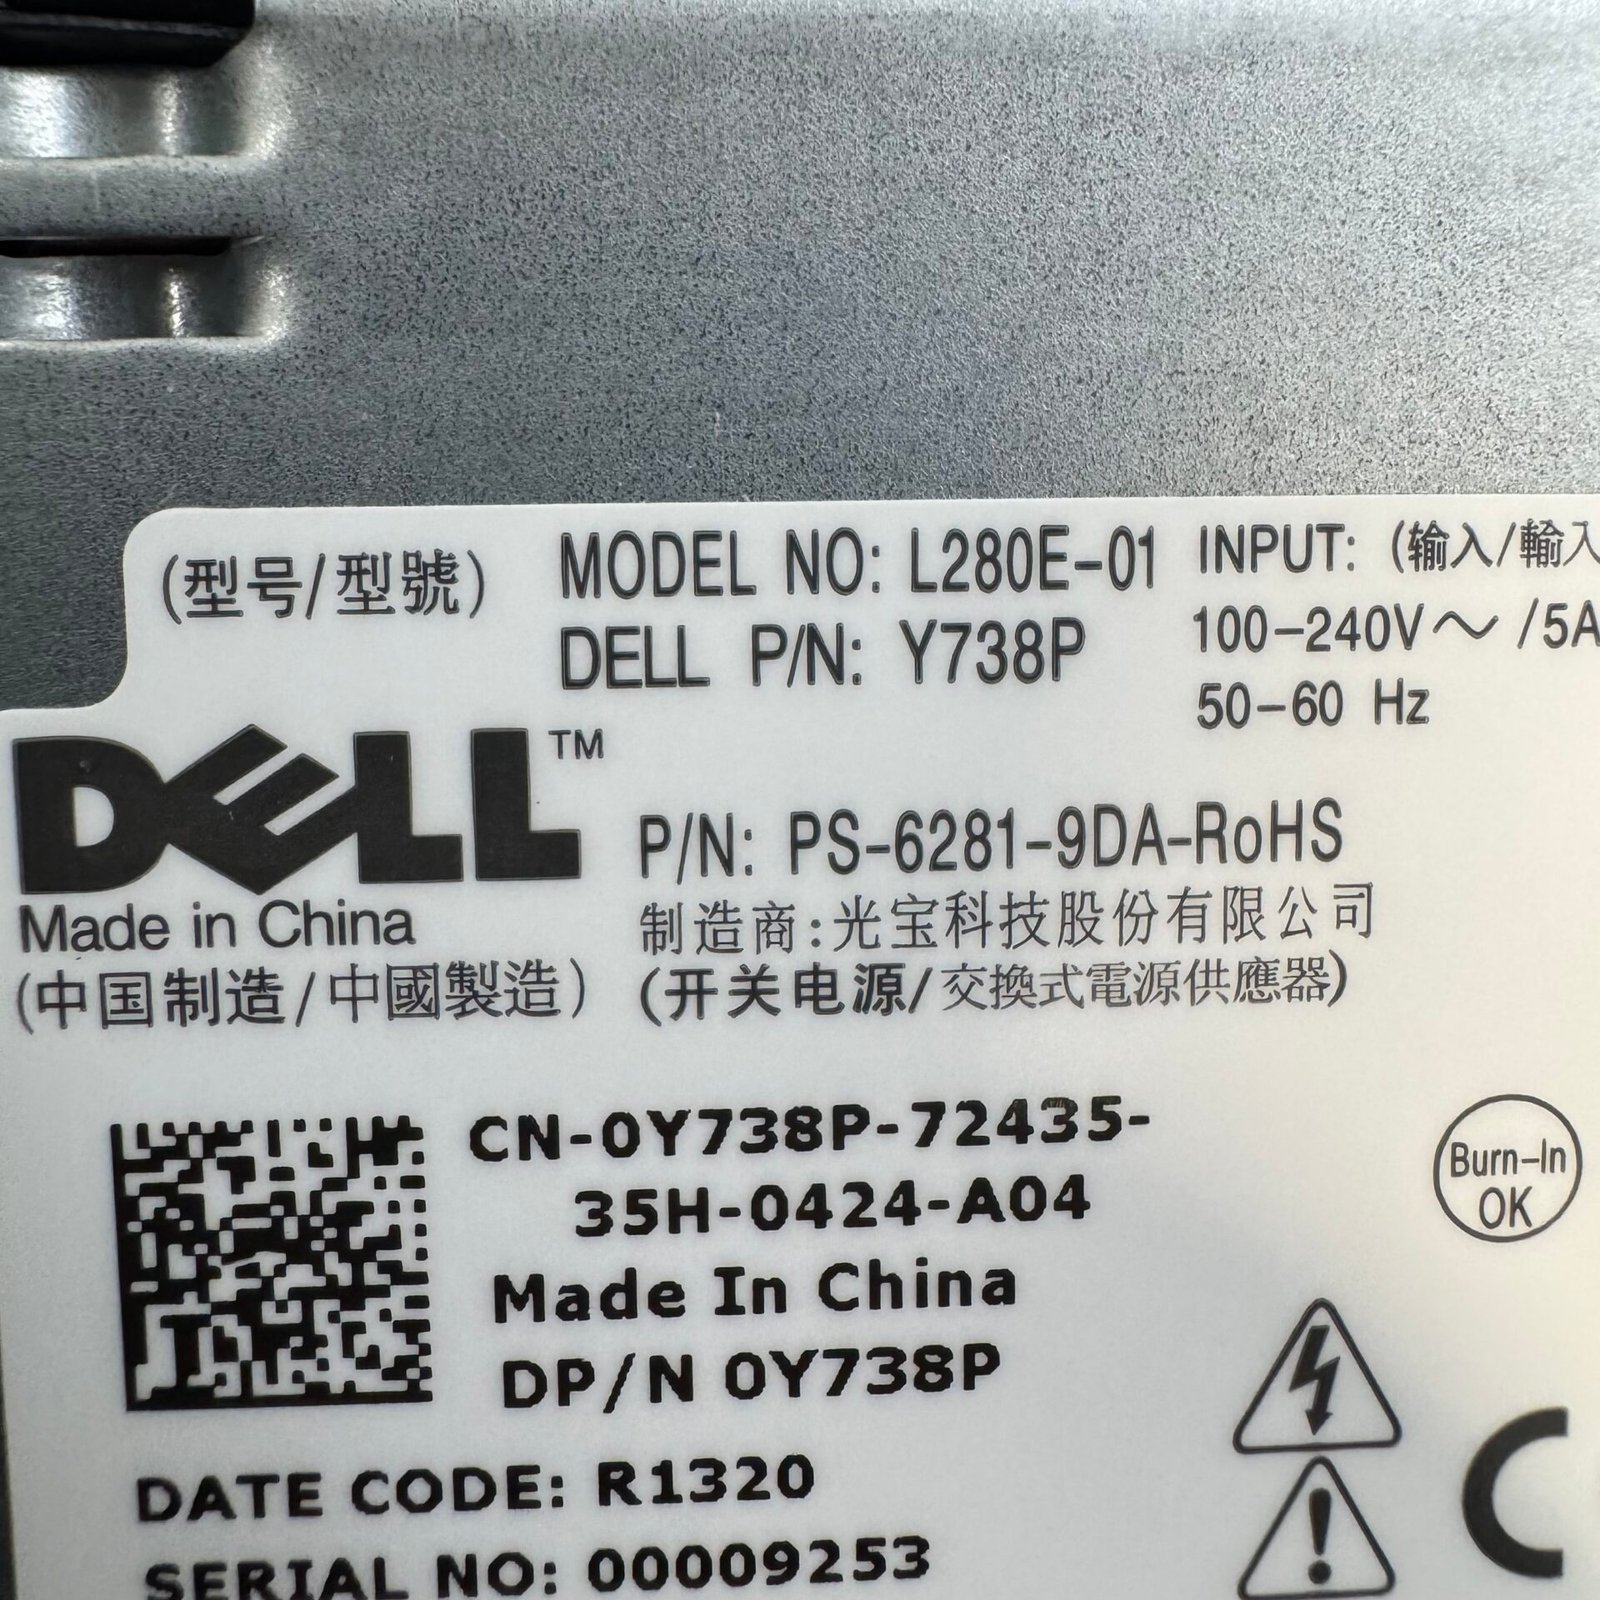 (型号/型號) MODEL NO: L280E-01
DELL P/N: Y738P
INPUT: (输入/輸入
100-240V～ /5A
50-60 Hz
DELL™
Made in China
(中国制造/中國製造)
P/N: PS-6281-9DA-RoHS
制造商:光宝科技股份有限公司
(开关电源/交換式電源供應器)
CN-0Y738P-72435-
35H-0424-A04
Made In China
DP/N 0Y738P
Burn-In
OK
DATE CODE: R1320
SERIAL NO: 00009253